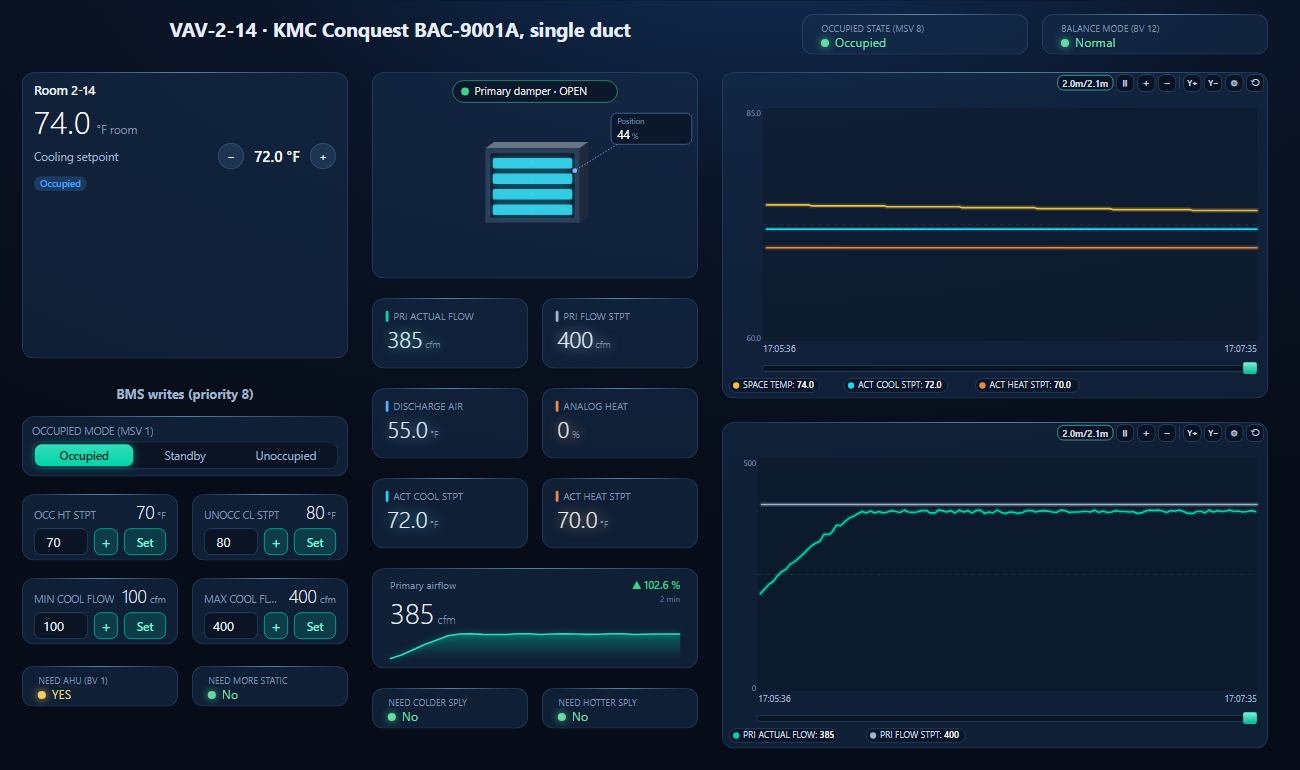 VAV-2-14 · KMC Conquest BAC-9001A, single duct
OCCUPIED STATE (MSV 8)
Occupied
BALANCE MODE (BV 12)
Normal
Room 2-14
74.0 °F room
Cooling setpoint − 72.0 °F +
Occupied
BMS writes (priority 8)
OCCUPIED MODE (MSV 1)
Occupied Standby Unoccupied
OCC HT STPT 70 °F
70 + Set
UNOCC CL STPT 80 °F
80 + Set
MIN COOL FLOW 100 cfm
100 + Set
MAX COOL FL... 400 cfm
400 + Set
NEED AHU (BV 1)
YES
NEED MORE STATIC
No
Primary damper · OPEN
Position
44 %
PRI ACTUAL FLOW
385 cfm
PRI FLOW STPT
400 cfm
DISCHARGE AIR
55.0 °F
ANALOG HEAT
0 %
ACT COOL STPT
72.0 °F
ACT HEAT STPT
70.0 °F
Primary airflow ▲ 102.6 %
2 min
385 cfm
NEED COLDER SPLY
No
NEED HOTTER SPLY
No
2.0m/2.1m + − Y+ Y−
85.0
60.0
17:05:36 17:07:35
SPACE TEMP: 74.0 ACT COOL STPT: 72.0 ACT HEAT STPT: 70.0
2.0m/2.1m + − Y+ Y−
500
0
17:05:36 17:07:35
PRI ACTUAL FLOW: 385 PRI FLOW STPT: 400